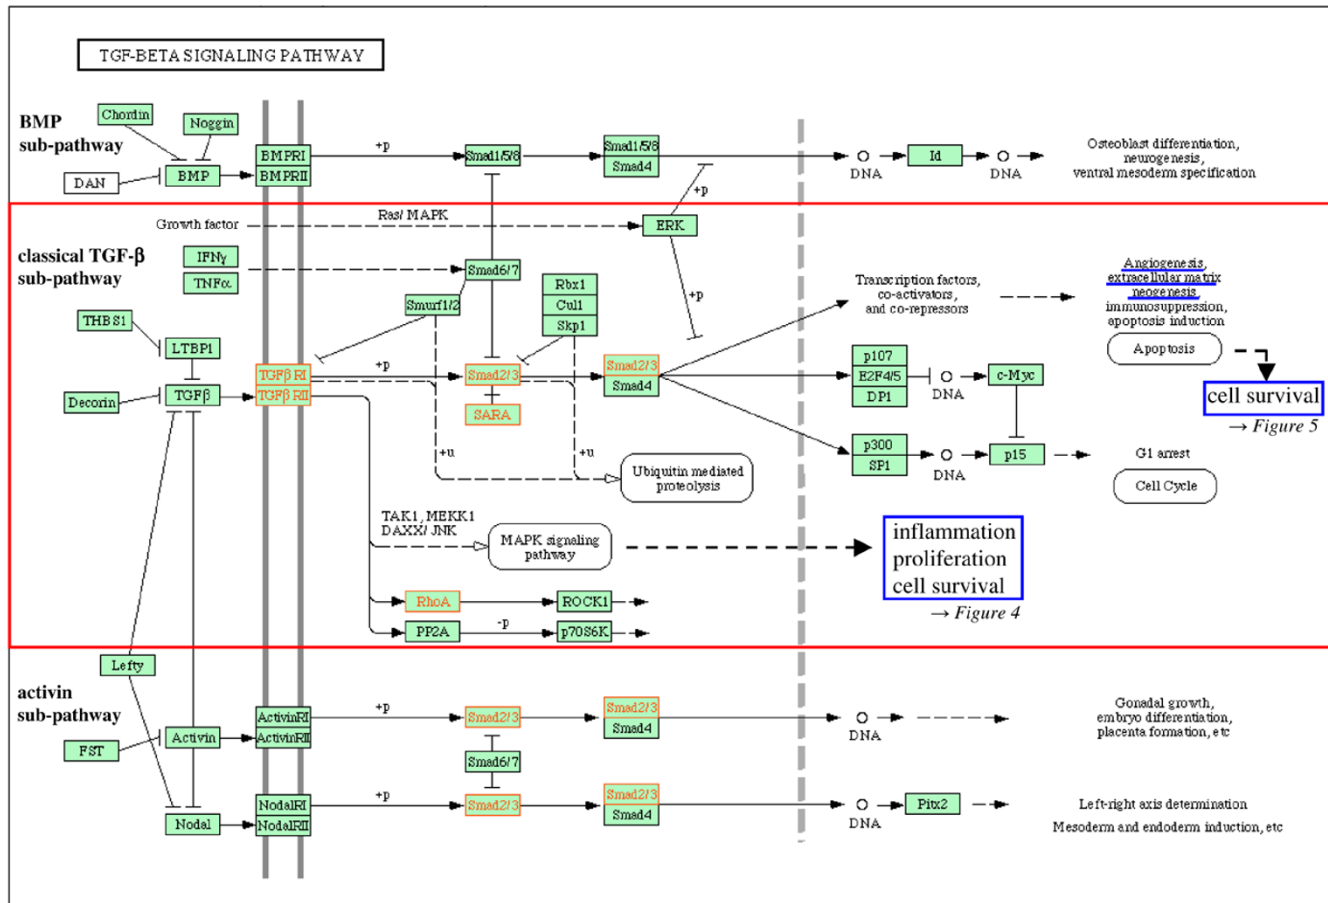 TGF-BETA SIGNALING PATHWAY
BMP
sub-pathway
Chordin
Noggin
DAN
BMP
BMPRI
BMPRII
+p
Smad1/5/8
Smad1/5/8
Smad4
+p
DNA
Id
DNA
Osteoblast differentiation,
neurogenesis,
ventral mesoderm specification
classical TGF-β
sub-pathway
Growth factor
Ras/ MAPK
ERK
IFNγ
TNFα
Smad6/7
Smurf1/2
Rbx1
Cul1
Skp1
+p
Transcription factors,
co-activators,
and co-repressors
Angiogenesis,
extracellular matrix
neogenesis,
immunosuppression,
apoptosis induction
Apoptosis
cell survival
→ Figure 5
THBS1
LTBP1
Decorin
TGFβ
TGFβ RI
TGFβ RII
+p
Smad2/3
SARA
Smad2/3
Smad4
p107
E2F4/5
DP1
DNA
c-Myc
p300
SP1
DNA
p15
G1 arrest
Cell Cycle
+u
+u
Ubiquitin mediated
proteolysis
TAK1, MEKK1
DAXX/ JNK
MAPK signaling
pathway
inflammation
proliferation
cell survival
→ Figure 4
RhoA
ROCK1
PP2A
-p
p70S6K
Lefty
activin
sub-pathway
FST
Activin
ActivinRI
ActivinRII
+p
Smad2/3
Smad2/3
Smad4
DNA
Gonadal growth,
embryo differentiation,
placenta formation, etc
Smad6/7
Nodal
NodalRI
NodalRII
+p
Smad2/3
Smad2/3
Smad4
DNA
Pitx2
Left-right axis determination
Mesoderm and endoderm induction, etc